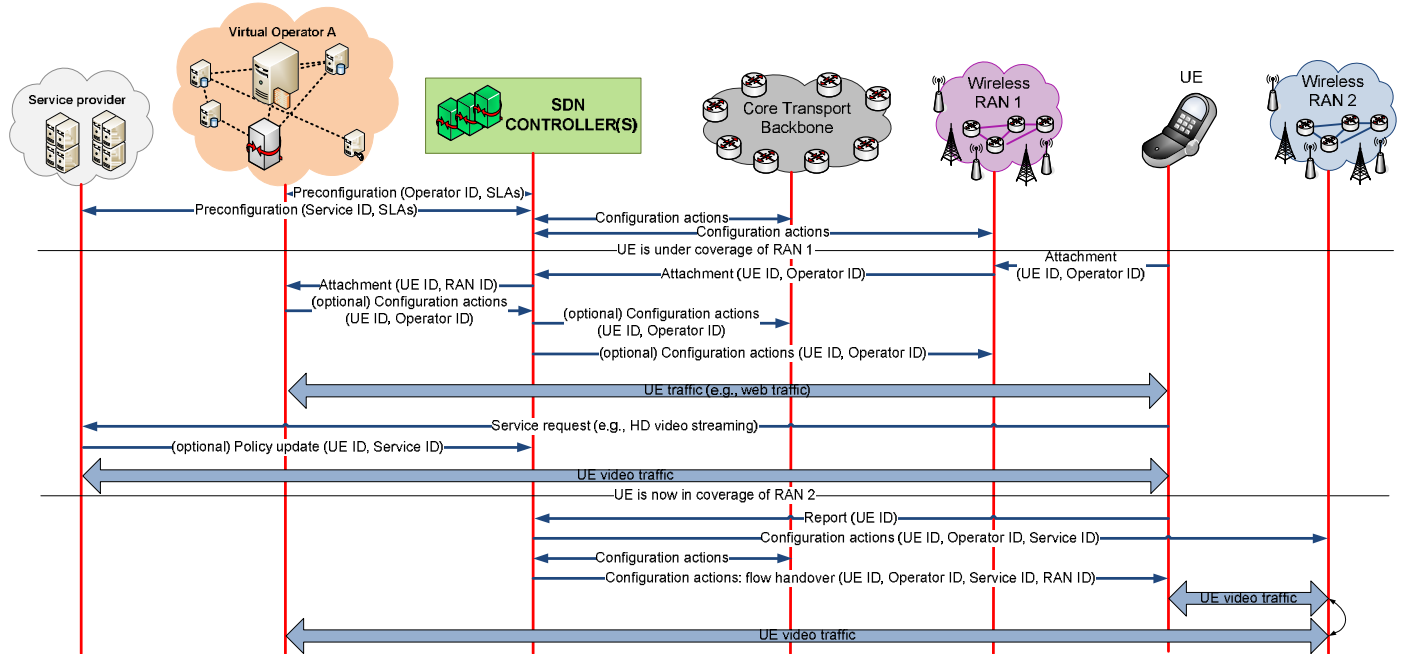 Virtual Operator A
Service provider
SDN
CONTROLLER(S)
Core Transport
Backbone
Wireless
RAN 1
UE
Wireless
RAN 2
Preconfiguration (Operator ID, SLAs)
Preconfiguration (Service ID, SLAs)
Configuration actions
Configuration actions
UE is under coverage of RAN 1
Attachment
(UE ID, Operator ID)
Attachment (UE ID, Operator ID)
Attachment (UE ID, RAN ID)
(optional) Configuration actions
(UE ID, Operator ID)
(optional) Configuration actions
(UE ID, Operator ID)
(optional) Configuration actions (UE ID, Operator ID)
UE traffic (e.g., web traffic)
Service request (e.g., HD video streaming)
(optional) Policy update (UE ID, Service ID)
UE video traffic
UE is now in coverage of RAN 2
Report (UE ID)
Configuration actions (UE ID, Operator ID, Service ID)
Configuration actions
Configuration actions: flow handover (UE ID, Operator ID, Service ID, RAN ID)
UE video traffic
UE video traffic